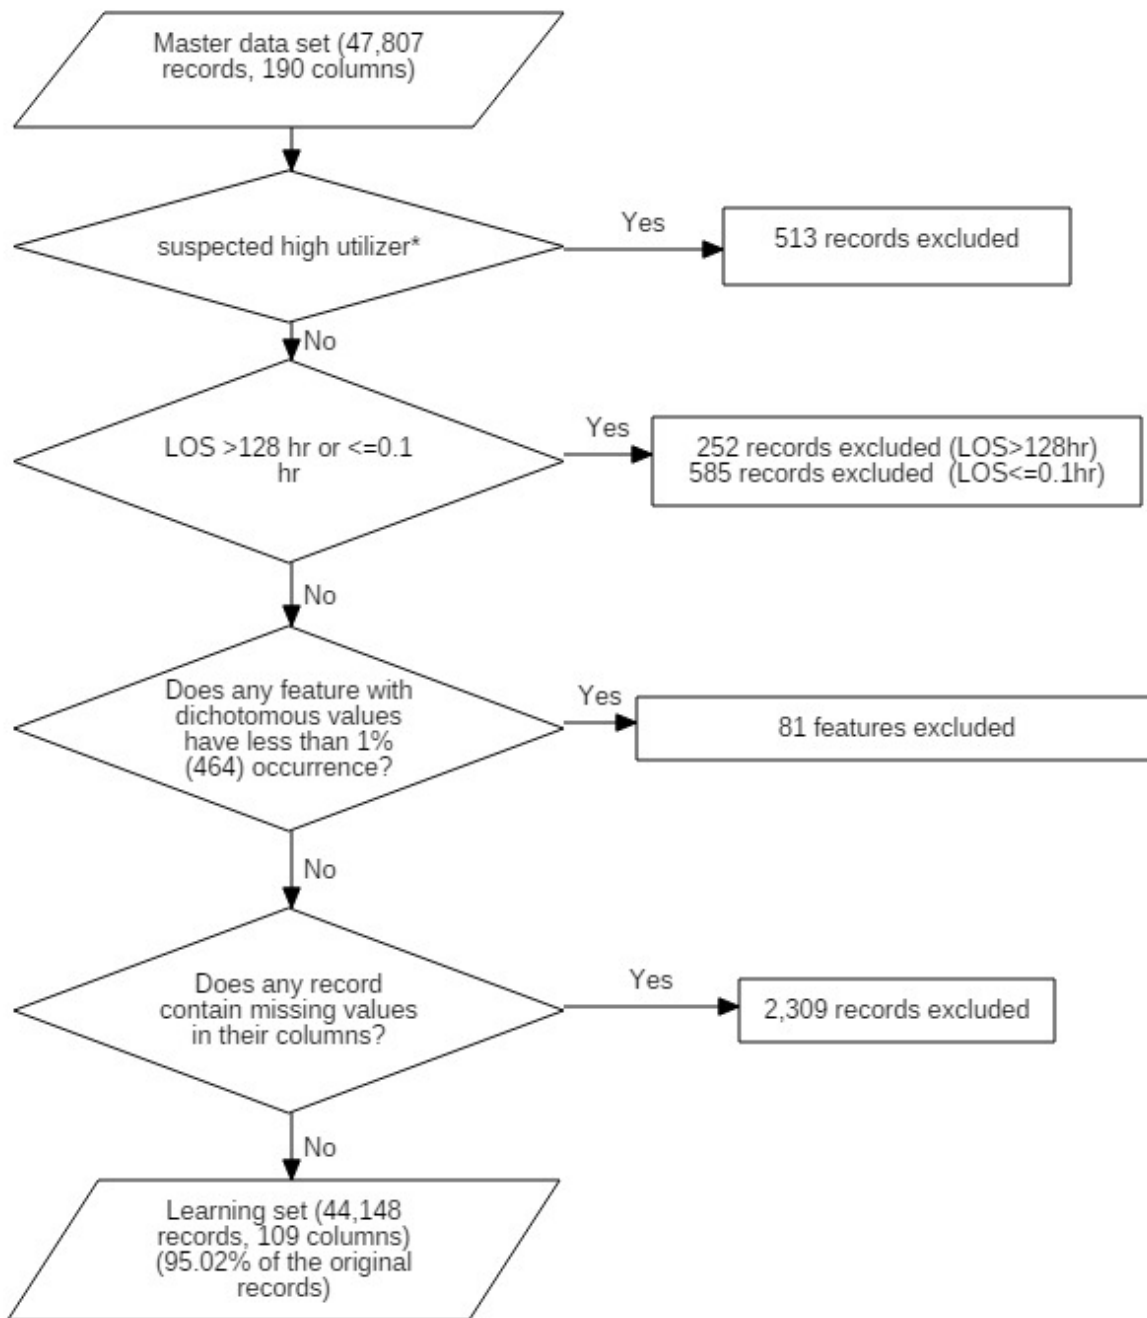 Master data set (47,807
records, 190 columns)
suspected high utilizer*
Yes
513 records excluded
No
LOS >128 hr or <=0.1
hr
Yes
252 records excluded (LOS>128hr)
585 records excluded  (LOS<=0.1hr)
No
Does any feature with
dichotomous values
have less than 1%
(464) occurrence?
Yes
81 features excluded
No
Does any record
contain missing values
in their columns?
Yes
2,309 records excluded
No
Learning set (44,148
records, 109 columns)
(95.02% of the original
records)